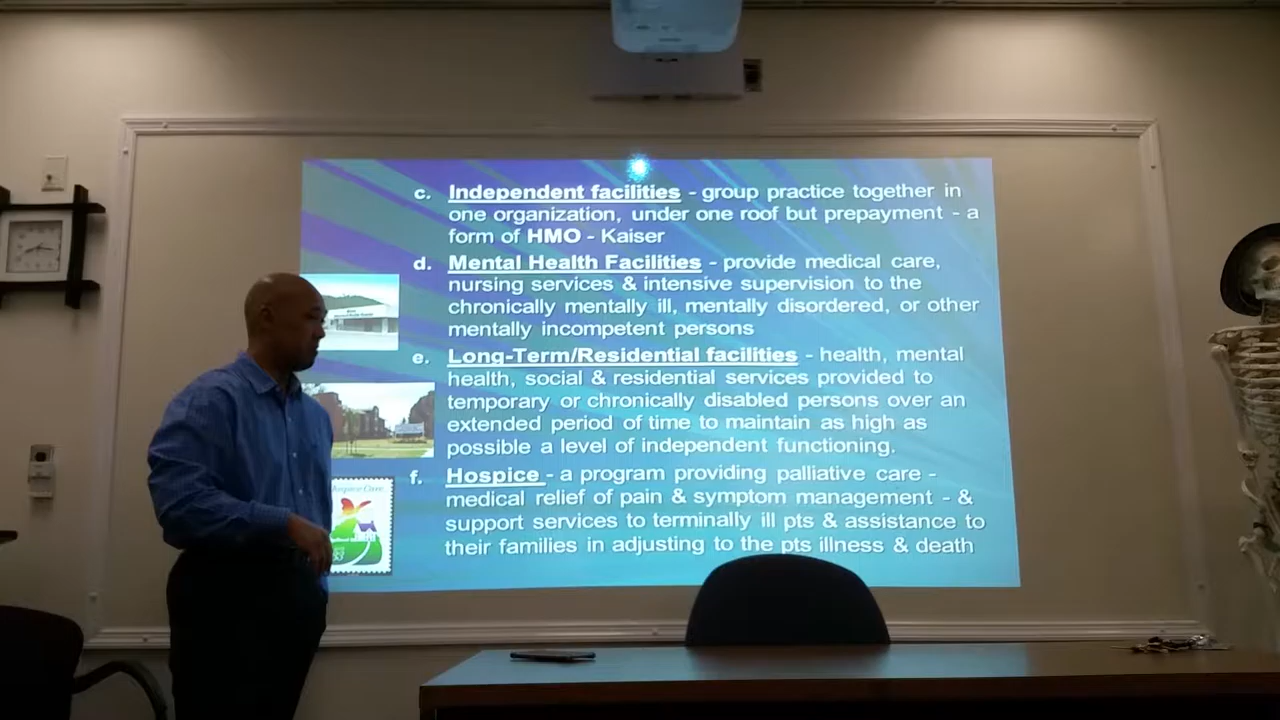 c. Independent facilities - group practice together in
one organization, under one roof but prepayment - a
form of HMO - Kaiser
d. Mental Health Facilities - provide medical care,
nursing services & intensive supervision to the
chronically mentally ill, mentally disordered, or other
mentally incompetent persons
e. Long-Term/Residential facilities - health, mental
health, social & residential services provided to
temporary or chronically disabled persons over an
extended period of time to maintain as high as
possible a level of independent functioning.
f. Hospice - a program providing palliative care -
medical relief of pain & symptom management - &
support services to terminally ill pts & assistance to
their families in adjusting to the pts illness & death
Hospice Care